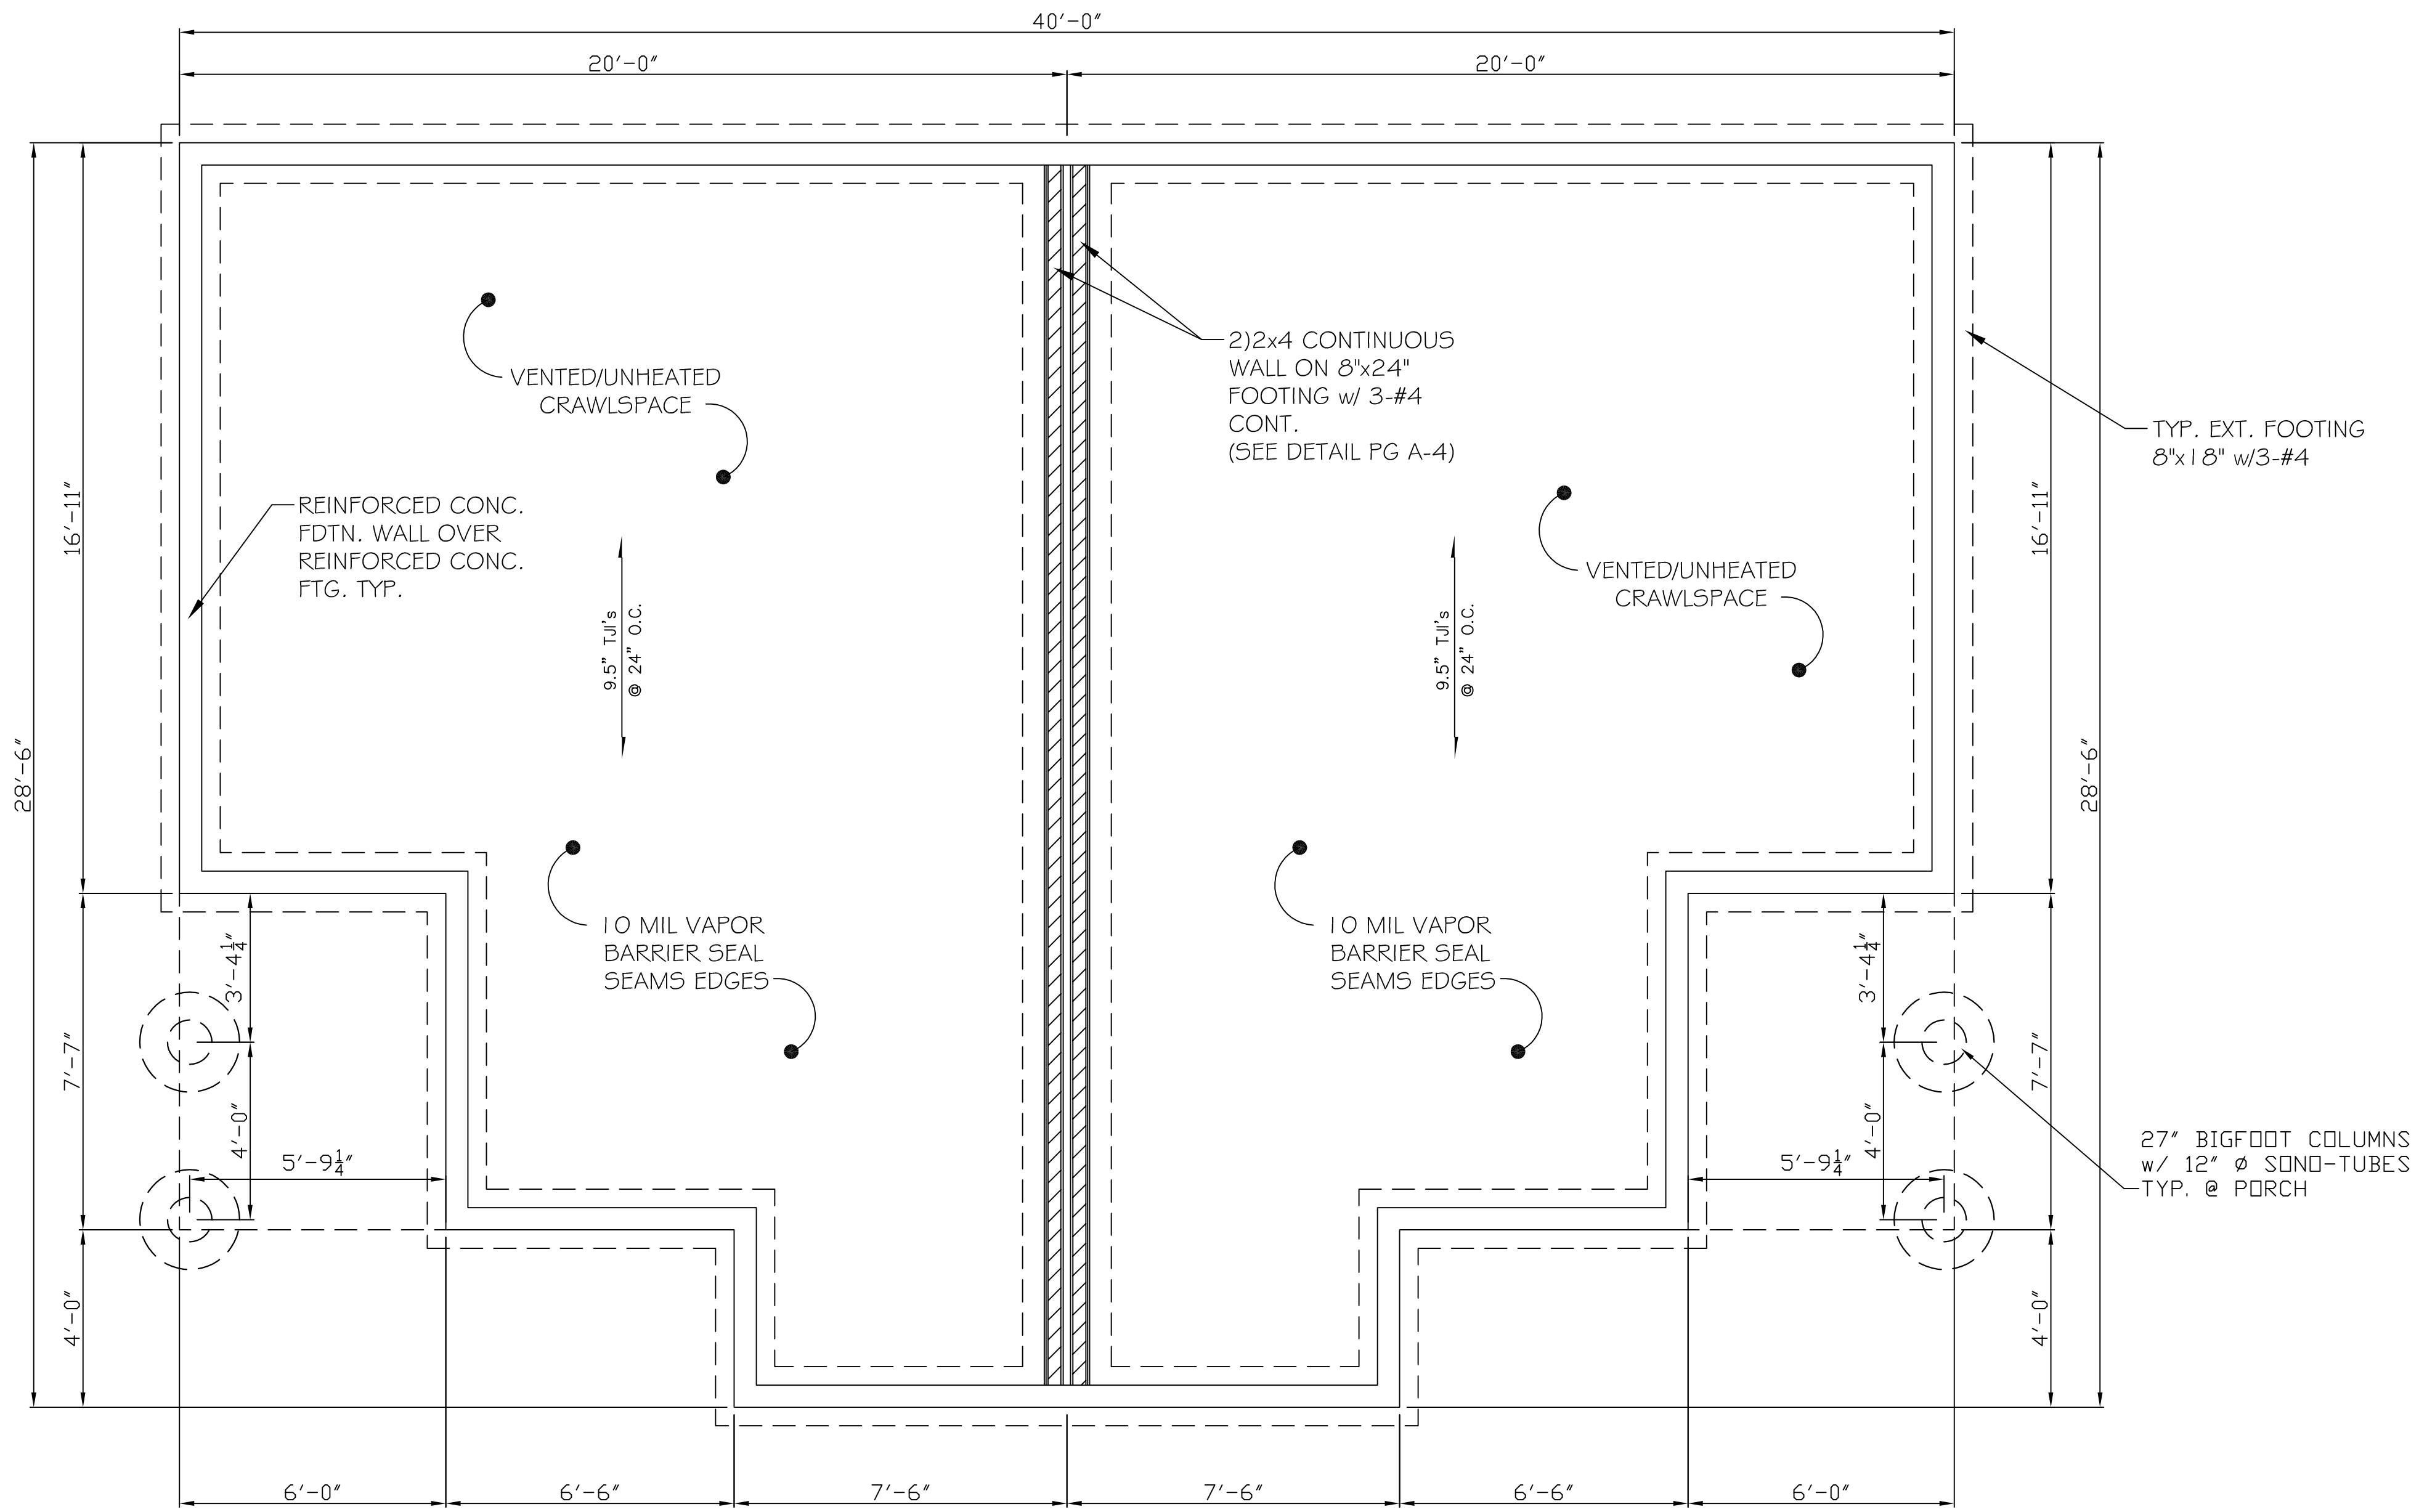 40'-0"
20'-0"
20'-0"
2)2x4 CONTINUOUS
WALL ON 8"x24"
FOOTING w/ 3-#4
CONT.
(SEE DETAIL PG A-4)
VENTED/UNHEATED
CRAWLSPACE
TYP. EXT. FOOTING
8"x18" w/3-#4
REINFORCED CONC.
FDTN. WALL OVER
REINFORCED CONC.
FTG. TYP.
16'-11"
16'-11"
VENTED/UNHEATED
CRAWLSPACE
9.5" TJI's
@ 24" O.C.
9.5" TJI's
@ 24" O.C.
28'-6"
28'-6"
10 MIL VAPOR
BARRIER SEAL
SEAMS EDGES
10 MIL VAPOR
BARRIER SEAL
SEAMS EDGES
3'-4¼"
3'-4¼"
7'-7"
7'-7"
4'-0"
4'-0"
5'-9¼"
5'-9¼"
27" BIGFOOT COLUMNS
w/ 12" Ø SONO-TUBES
TYP. @ PORCH
4'-0"
4'-0"
6'-0"
6'-6"
7'-6"
7'-6"
6'-6"
6'-0"